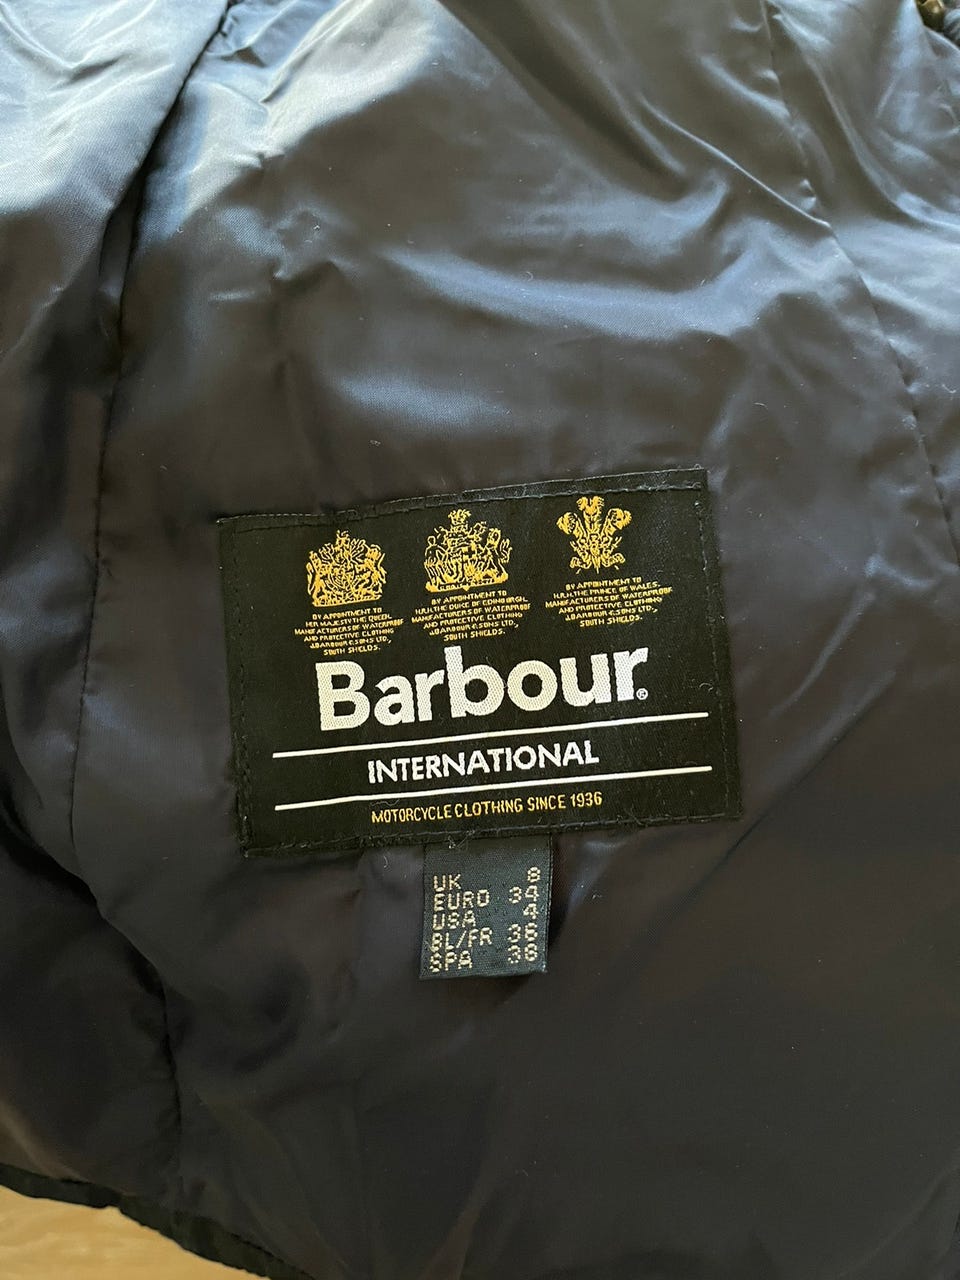 BY APPOINTMENT TO
HER MAJESTY THE QUEEN.
MANUFACTURERS OF WATERPROOF
AND PROTECTIVE CLOTHING
J.BARBOUR & SONS LTD.,
SOUTH SHIELDS.
BY APPOINTMENT TO
H.R.H. THE DUKE OF EDINBURGH.
MANUFACTURERS OF WATERPROOF
AND PROTECTIVE CLOTHING
J.BARBOUR & SONS LTD.,
SOUTH SHIELDS.
BY APPOINTMENT TO
H.R.H. THE PRINCE OF WALES.
MANUFACTURERS OF WATERPROOF
AND PROTECTIVE CLOTHING
J.BARBOUR & SONS LTD.,
SOUTH SHIELDS.
Barbour®
INTERNATIONAL
MOTORCYCLE CLOTHING SINCE 1936
UK 8
EURO 34
USA 4
BL/FR 36
SPA 36